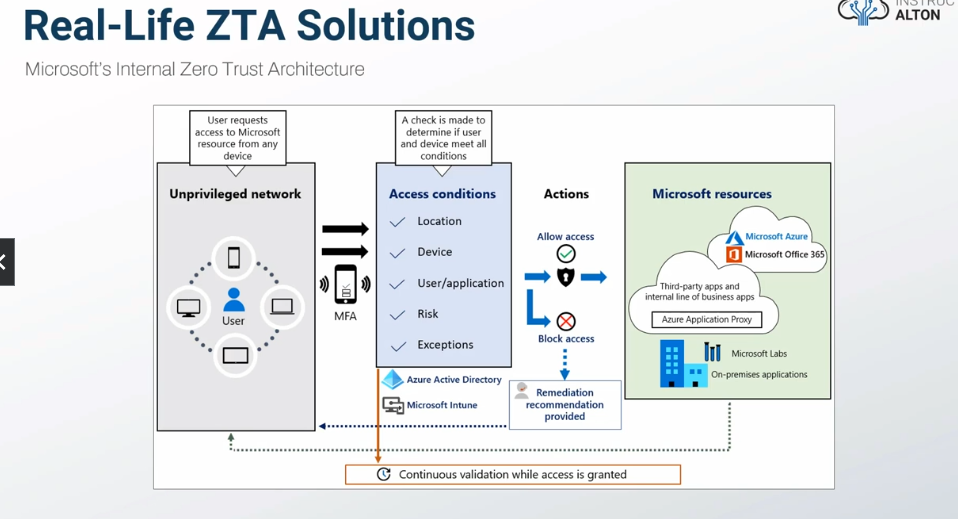 Real-Life ZTA Solutions
INSTRUC
ALTON
Microsoft's Internal Zero Trust Architecture
User requests
access to Microsoft
resource from any
device
A check is made to
determine if user
and device meet all
conditions
Unprivileged network
User
MFA
Access conditions
Location
Device
User/application
Risk
Exceptions
Azure Active Directory
Microsoft Intune
Actions
Allow access
Block access
Remediation
recommendation
provided
Microsoft resources
Microsoft Azure
Microsoft Office 365
Third-party apps and
internal line of business apps
Azure Application Proxy
Microsoft Labs
On-premises applications
Continuous validation while access is granted